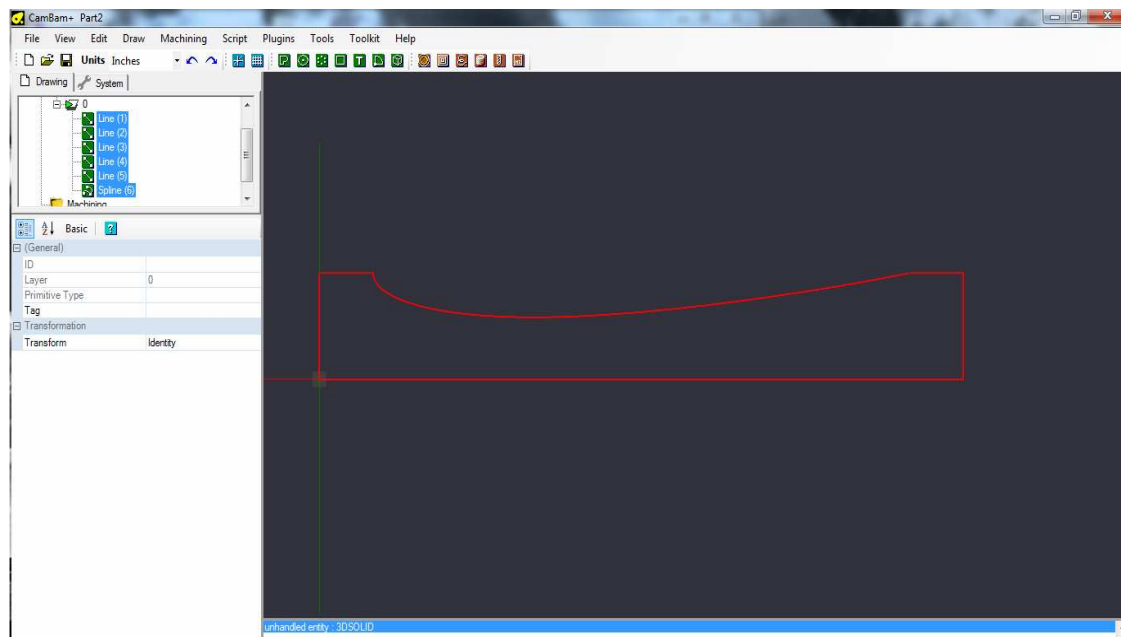 CamBam+ Part2
File View Edit Draw Machining Script Plugins Tools Toolkit Help
Units Inches
Drawing System
0
Line (1)
Line (2)
Line (3)
Line (4)
Line (5)
Spline (6)
Machining
Basic
(General)
ID
Layer 0
Primitive Type
Tag
Transformation
Transform Identity
unhandled entity : 3DSOLID